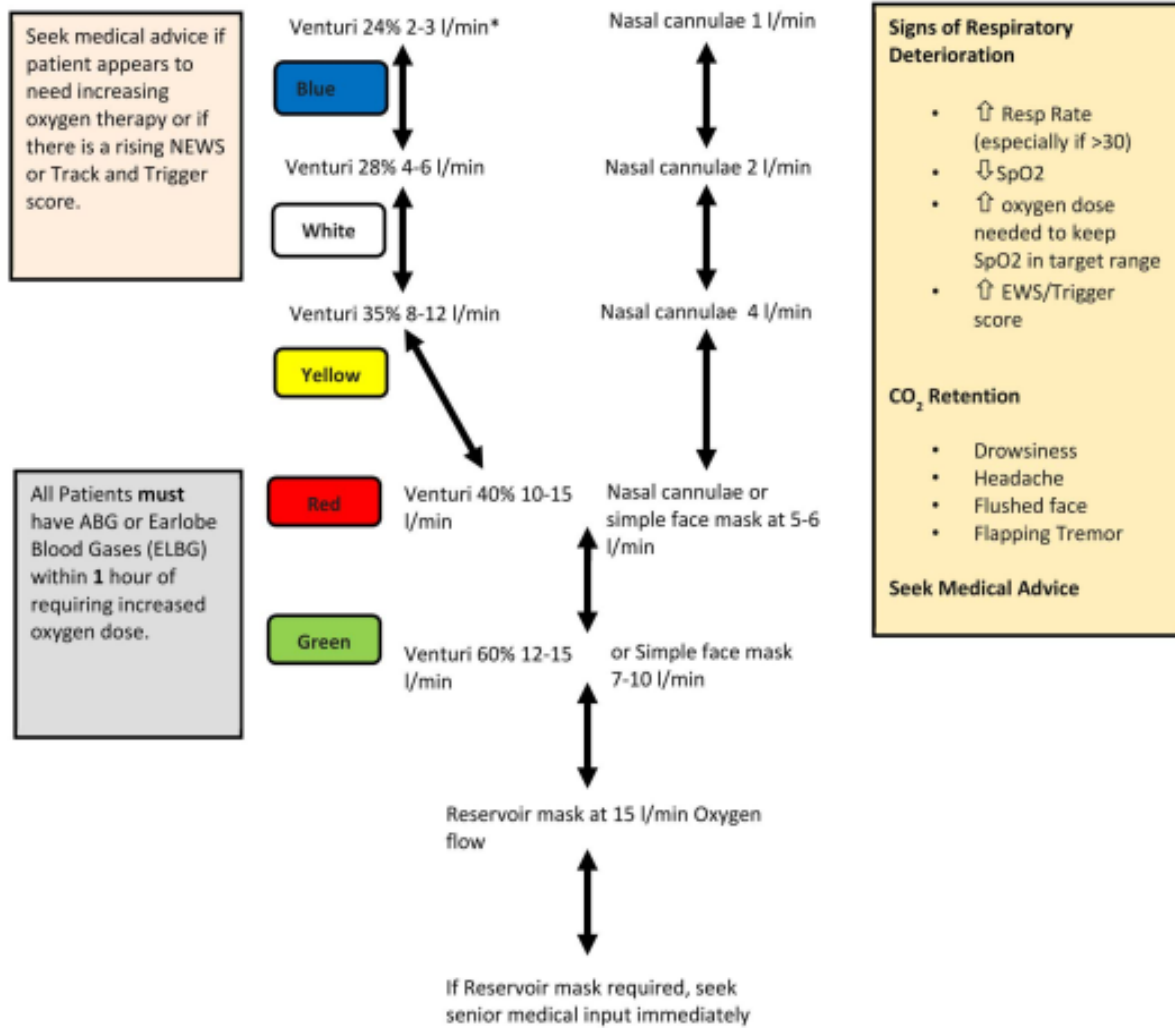 Seek medical advice if
patient appears to
need increasing
oxygen therapy or if
there is a rising NEWS
or Track and Trigger
score.
Venturi 24% 2-3 l/min*
Blue
Venturi 28% 4-6 l/min
White
Venturi 35% 8-12 l/min
Yellow
Nasal cannulae 1 l/min
Nasal cannulae 2 l/min
Nasal cannulae  4 l/min
All Patients must
have ABG or Earlobe
Blood Gases (ELBG)
within 1 hour of
requiring increased
oxygen dose.
Red
Venturi 40% 10-15
l/min
Nasal cannulae or
simple face mask at 5-6
l/min
Green
Venturi 60% 12-15
l/min
or Simple face mask
7-10 l/min
Reservoir mask at 15 l/min Oxygen
flow
If Reservoir mask required, seek
senior medical input immediately
Signs of Respiratory
Deterioration
• ⇧ Resp Rate
(especially if >30)
• ⇩ SpO2
• ⇧ oxygen dose
needed to keep
SpO2 in target range
• ⇧ EWS/Trigger
score
CO₂ Retention
• Drowsiness
• Headache
• Flushed face
• Flapping Tremor
Seek Medical Advice